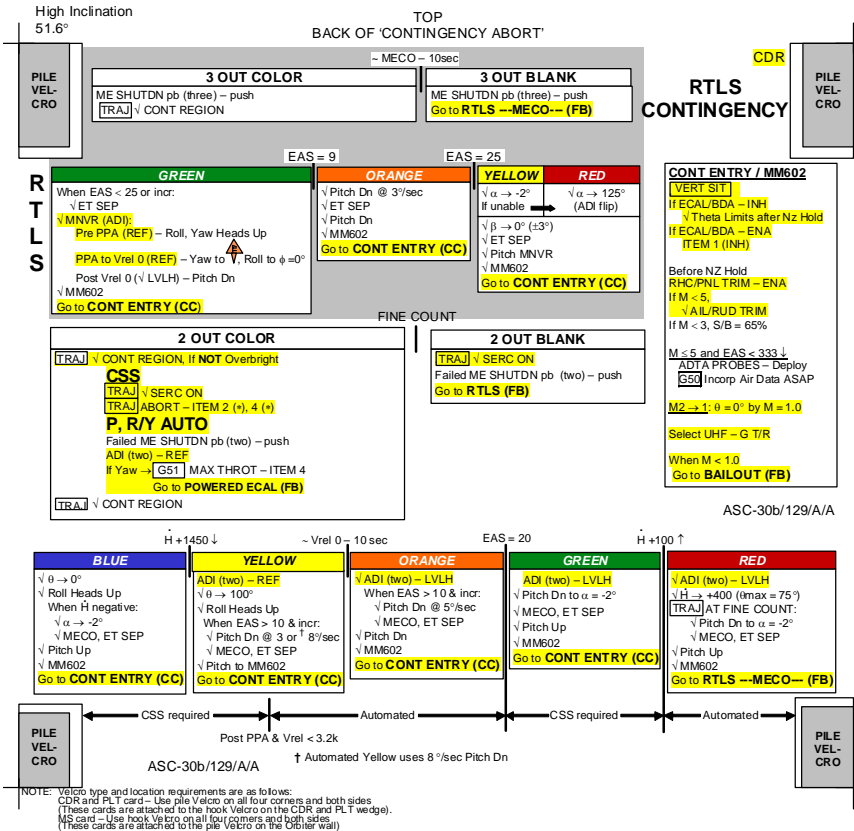 High Inclination
51.6°
TOP
BACK OF 'CONTINGENCY ABORT'
CDR
PILE
VEL-
CRO
~ MECO – 10sec
3 OUT COLOR
ME SHUTDN pb (three) – push
TRAJ √ CONT REGION
3 OUT BLANK
ME SHUTDN pb (three) – push
Go to RTLS ---MECO--- (FB)
RTLS
CONTINGENCY
PILE
VEL-
CRO
RTLS
EAS = 9
EAS = 25
GREEN
When EAS < 25 or incr:
√ ET SEP
√ MNVR (ADI):
Pre PPA (REF) – Roll, Yaw Heads Up
PPA to Vrel 0 (REF) – Yaw to E, Roll to ϕ =0°
Post Vrel 0 (√ LVLH) – Pitch Dn
√ MM602
Go to CONT ENTRY (CC)
ORANGE
√ Pitch Dn @ 3°/sec
√ ET SEP
√ Pitch Dn
√ MM602
Go to CONT ENTRY (CC)
YELLOW
√ α → -2°
If unable
RED
√ α → 125°
(ADI flip)
√ β → 0° (±3°)
√ ET SEP
√ Pitch MNVR
√ MM602
Go to CONT ENTRY (CC)
CONT ENTRY / MM602
VERT SIT
If ECAL/BDA – INH
√ Theta Limits after Nz Hold
If ECAL/BDA – ENA
ITEM 1 (INH)
Before NZ Hold
RHC/PNL TRIM – ENA
If M < 5,
√ AIL/RUD TRIM
If M < 3, S/B = 65%
M ≤ 5 and EAS < 333 ↓
ADTA PROBES – Deploy
G50 Incorp Air Data ASAP
M2 → 1: θ = 0° by M = 1.0
Select UHF – G T/R
When M < 1.0
Go to BAILOUT (FB)
FINE COUNT
2 OUT COLOR
TRAJ √ CONT REGION, If NOT Overbright
CSS
TRAJ √ SERC ON
TRAJ ABORT – ITEM 2 (*), 4 (*)
P, R/Y AUTO
Failed ME SHUTDN pb (two) – push
ADI (two) – REF
If Yaw → G51 MAX THROT – ITEM 4
Go to POWERED ECAL (FB)
TRAJ √ CONT REGION
2 OUT BLANK
TRAJ √ SERC ON
Failed ME SHUTDN pb (two) – push
Go to RTLS (FB)
ASC-30b/129/A/A
Ḣ +1450 ↓
~ Vrel 0 – 10 sec
EAS = 20
Ḣ +100 ↑
BLUE
√ θ → 0°
√ Roll Heads Up
When Ḣ negative:
√ α → -2°
√ MECO, ET SEP
√ Pitch Up
√ MM602
Go to CONT ENTRY (CC)
YELLOW
ADI (two) – REF
√ θ → 100°
√ Roll Heads Up
When EAS > 10 & incr:
√ Pitch Dn @ 3 or † 8°/sec
√ MECO, ET SEP
√ Pitch to MM602
Go to CONT ENTRY (CC)
ORANGE
√ ADI (two) – LVLH
When EAS > 10 & incr:
√ Pitch Dn @ 5°/sec
√ MECO, ET SEP
√ Pitch Dn
√ MM602
Go to CONT ENTRY (CC)
GREEN
ADI (two) – LVLH
√ Pitch Dn to α = -2°
√ MECO, ET SEP
√ Pitch Up
√ MM602
Go to CONT ENTRY (CC)
RED
√ ADI (two) – LVLH
√ Ḣ → +400 (θmax = 75°)
TRAJ AT FINE COUNT:
√ Pitch Dn to α = -2°
√ MECO, ET SEP
√ Pitch Up
√ MM602
Go to RTLS ---MECO--- (FB)
PILE
VEL-
CRO
CSS required
Automated
CSS required
Automated
PILE
VEL-
CRO
Post PPA & Vrel < 3.2k
ASC-30b/129/A/A
† Automated Yellow uses 8 °/sec Pitch Dn
NOTE: Velcro type and location requirements are as follows:
CDR and PLT card – Use pile Velcro on all four corners and both sides
(These cards are attached to the hook Velcro on the CDR and PLT wedge).
MS card – Use hook Velcro on all four corners and both sides
(These cards are attached to the pile Velcro on the Orbiter wall)